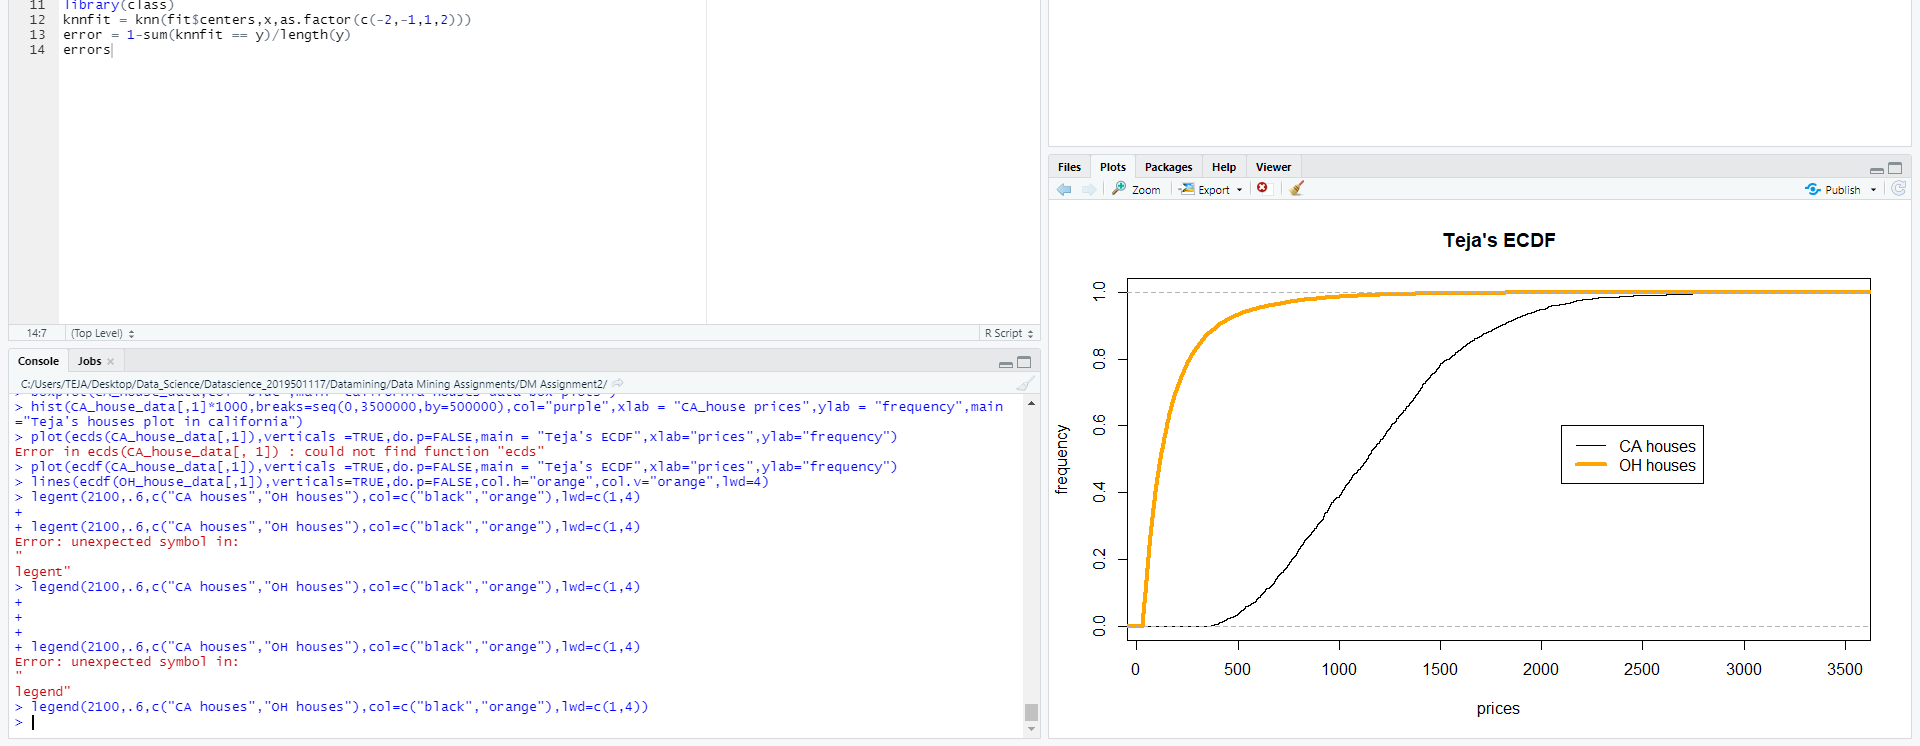 11 library(class)
12 knnfit = knn(fit$centers,x,as.factor(c(-2,-1,1,2)))
13 error = 1-sum(knnfit == y)/length(y)
14 errors
14:7 (Top Level) R Script
Console Jobs
C:/Users/TEJA/Desktop/Data_Science/Datascience_2019501117/Datamining/Data Mining Assignments/DM Assignment2/
> hist(CA_house_data[,1]*1000,breaks=seq(0,3500000,by=500000),col="purple",xlab = "CA_house prices",ylab = "frequency",main
="Teja's houses plot in california")
> plot(ecds(CA_house_data[,1]),verticals =TRUE,do.p=FALSE,main = "Teja's ECDF",xlab="prices",ylab="frequency")
Error in ecds(CA_house_data[, 1]) : could not find function "ecds"
> plot(ecdf(CA_house_data[,1]),verticals =TRUE,do.p=FALSE,main = "Teja's ECDF",xlab="prices",ylab="frequency")
> lines(ecdf(OH_house_data[,1]),verticals=TRUE,do.p=FALSE,col.h="orange",col.v="orange",lwd=4)
> legent(2100,.6,c("CA houses","OH houses"),col=c("black","orange"),lwd=c(1,4)
+
+ legent(2100,.6,c("CA houses","OH houses"),col=c("black","orange"),lwd=c(1,4)
Error: unexpected symbol in:
"
legent"
> legend(2100,.6,c("CA houses","OH houses"),col=c("black","orange"),lwd=c(1,4)
+
+
+
+ legend(2100,.6,c("CA houses","OH houses"),col=c("black","orange"),lwd=c(1,4)
Error: unexpected symbol in:
"
legend"
> legend(2100,.6,c("CA houses","OH houses"),col=c("black","orange"),lwd=c(1,4))
>
Files Plots Packages Help Viewer
Zoom Export Publish
Teja's ECDF
1.0
0.8
0.6
0.4
0.2
0.0
frequency
CA houses
OH houses
0 500 1000 1500 2000 2500 3000 3500
prices